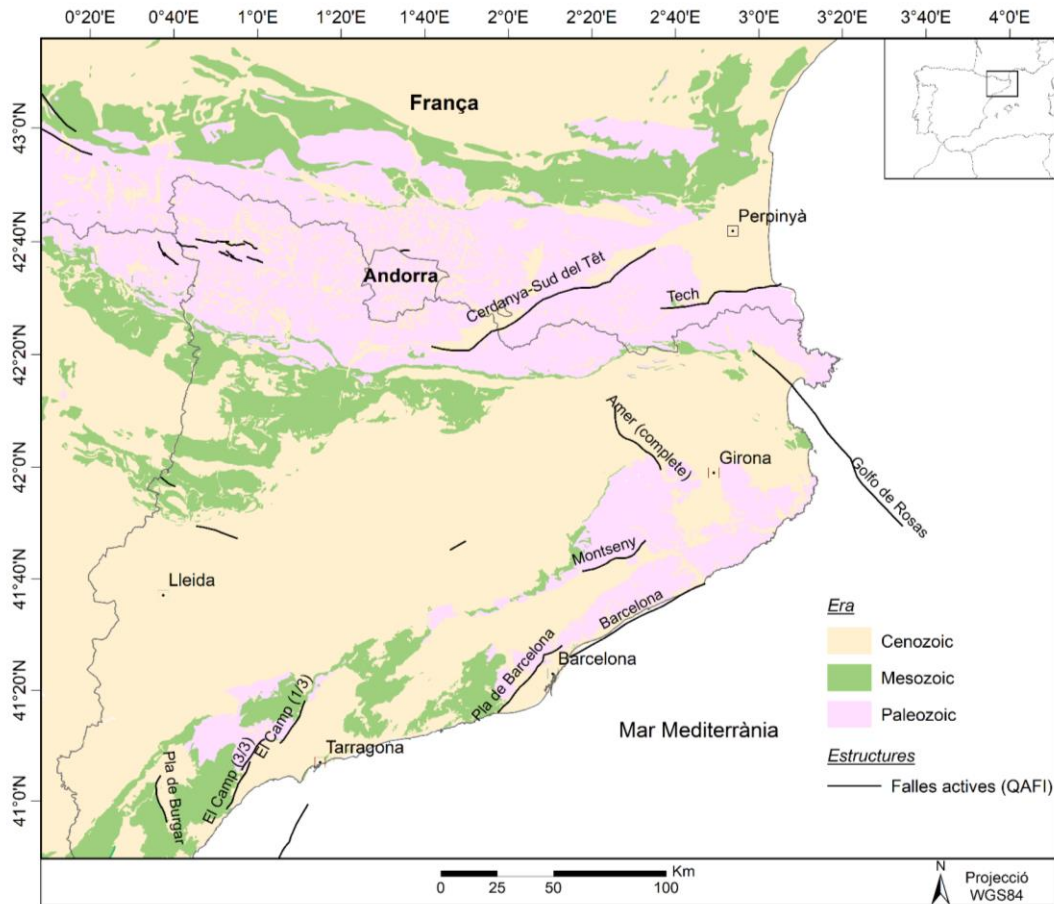 0°20'E 0°40'E 1°0'E 1°20'E 1°40'E 2°0'E 2°20'E 2°40'E 3°0'E 3°20'E 3°40'E 4°0'E
43°0'N
42°40'N
42°20'N
42°0'N
41°40'N
41°20'N
41°0'N
França
Perpinyà
Andorra
Cerdanya-Sud del Têt
Tech
Amer (complete)
Girona
Golfo de Rosas
Montseny
Lleida
Barcelona
Pla de Barcelona
Barcelona
El Camp (1/3)
El Camp (3/3)
Tarragona
Pla de Burgar
Mar Mediterrània
Era
Cenozoic
Mesozoic
Paleozoic
Estructures
Falles actives (QAFI)
Km
0 25 50 100
N
Projecció
WGS84